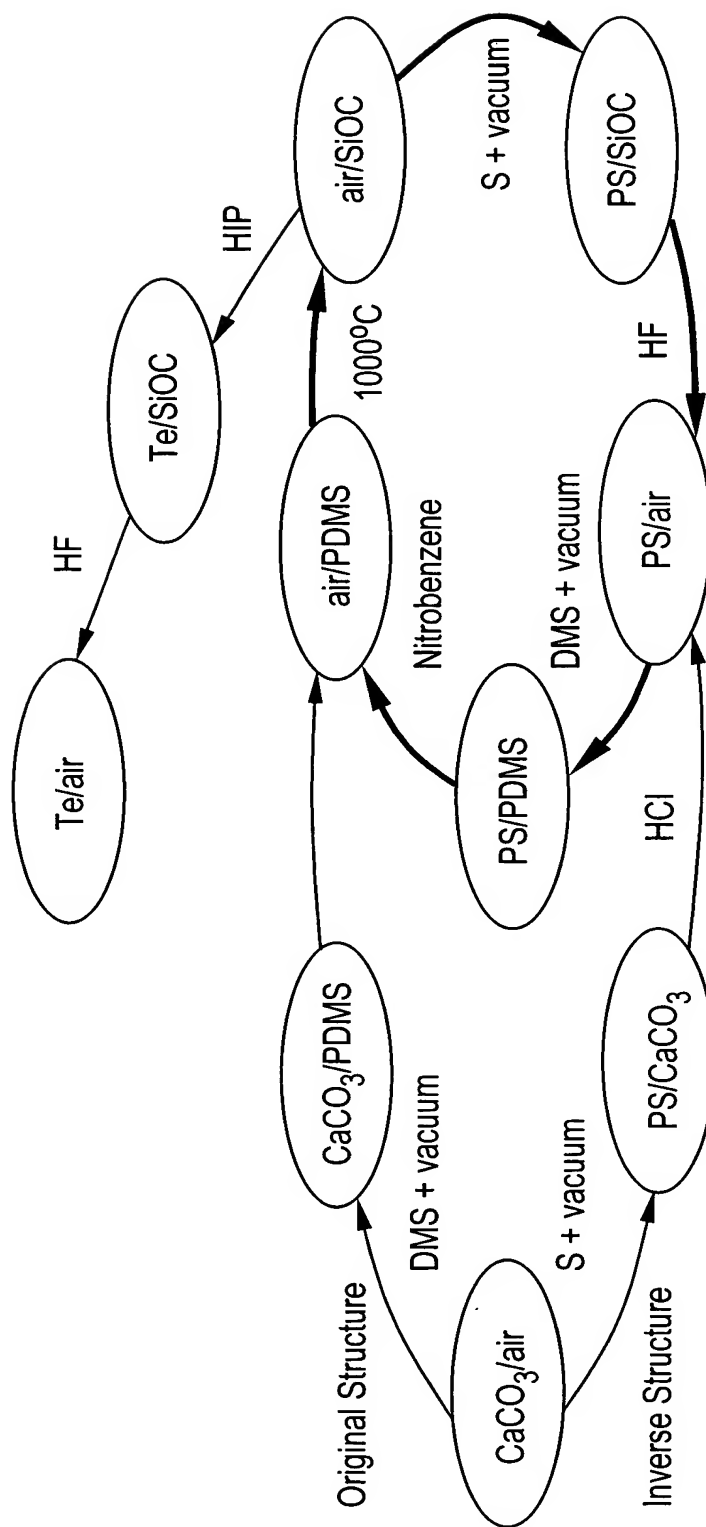 Te/air
HF
Te/SiOC
HIP
Original Structure
CaCO3/PDMS
air/PDMS
1000°C
air/SiOC
DMS + vacuum
Nitrobenzene
CaCO3/air
PS/PDMS
S + vacuum
S + vacuum
DMS + vacuum
Inverse Structure
PS/CaCO3
HCl
PS/air
HF
PS/SiOC